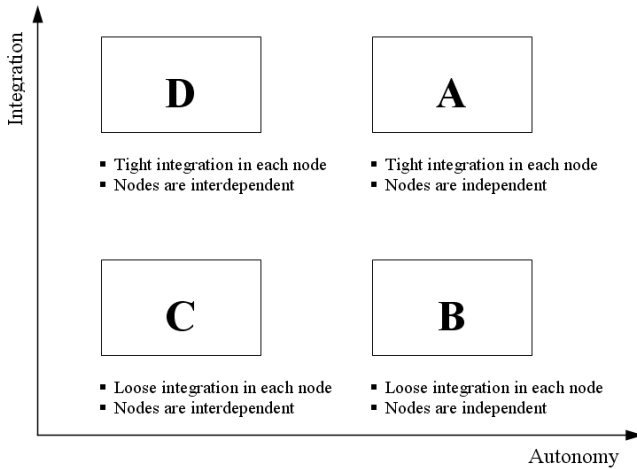 Integration
D
▪ Tight integration in each node
▪ Nodes are interdependent
A
▪ Tight integration in each node
▪ Nodes are independent
C
▪ Loose integration in each node
▪ Nodes are interdependent
B
▪ Loose integration in each node
▪ Nodes are independent
Autonomy